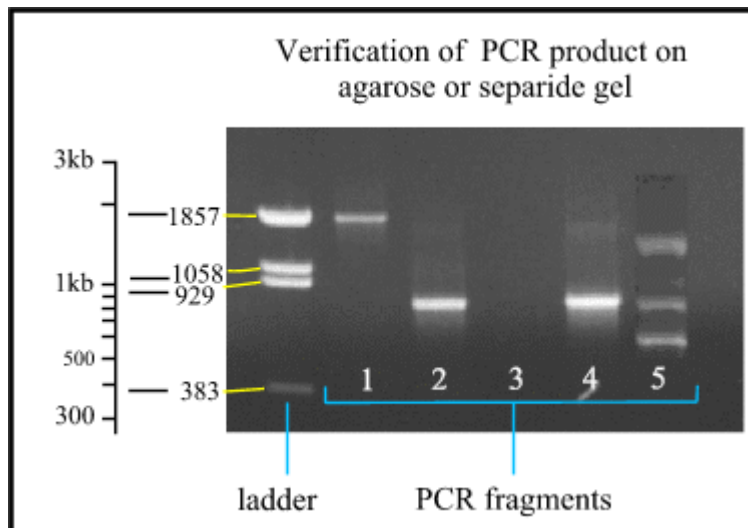 Verification of PCR product on
agarose or separide gel
3kb
1857
1058
1kb
929
500
383
300
1 2 3 4 5
ladder
PCR fragments